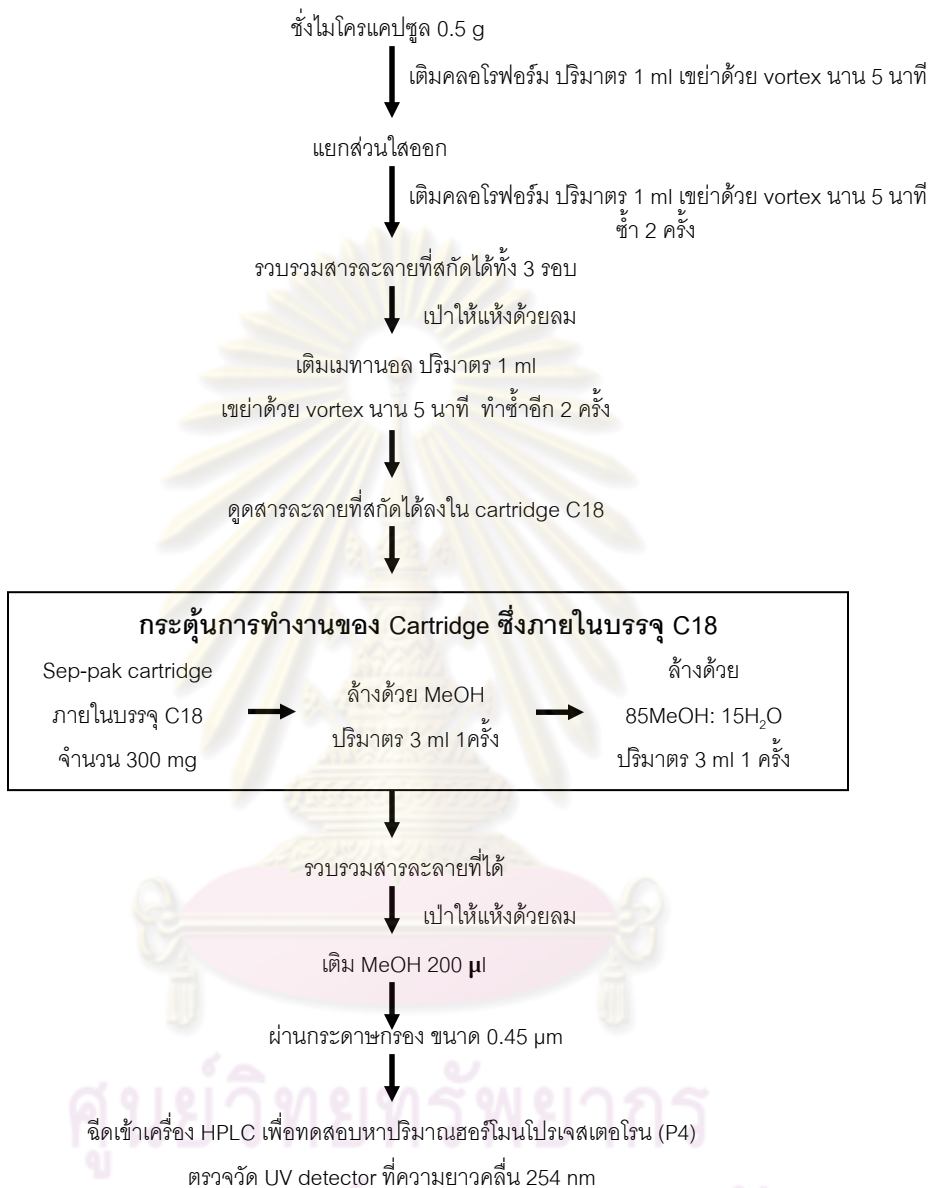 ชั่งไมโครแคปซูล 0.5 g
เติมคลอโรฟอร์ม ปริมาตร 1 ml เขย่าด้วย vortex นาน 5 นาที
แยกส่วนใสออก
เติมคลอโรฟอร์ม ปริมาตร 1 ml เขย่าด้วย vortex นาน 5 นาที
ซ้ำ 2 ครั้ง
รวบรวมสารละลายที่สกัดได้ทั้ง 3 รอบ
เป่าให้แห้งด้วยลม
เติมเมทานอล ปริมาตร 1 ml
เขย่าด้วย vortex นาน 5 นาที ทำซ้ำอีก 2 ครั้ง
ดูดสารละลายที่สกัดได้ลงใน cartridge C18
กระตุ้นการทำงานของ Cartridge ซึ่งภายในบรรจุ C18
Sep-pak cartridge
ภายในบรรจุ C18
จำนวน 300 mg
ล้างด้วย MeOH
ปริมาตร 3 ml 1ครั้ง
ล้างด้วย
85MeOH: 15H₂O
ปริมาตร 3 ml 1 ครั้ง
รวบรวมสารละลายที่ได้
เป่าให้แห้งด้วยลม
เติม MeOH 200 µl
ผ่านกระดาษกรอง ขนาด 0.45 µm
ศูนย์วิทยทรัพยากร
ฉีดเข้าเครื่อง HPLC เพื่อทดสอบหาปริมาณฮอร์โมนโปรเจสเตอโรน (P4)
ตรวจวัด UV detector ที่ความยาวคลื่น 254 nm